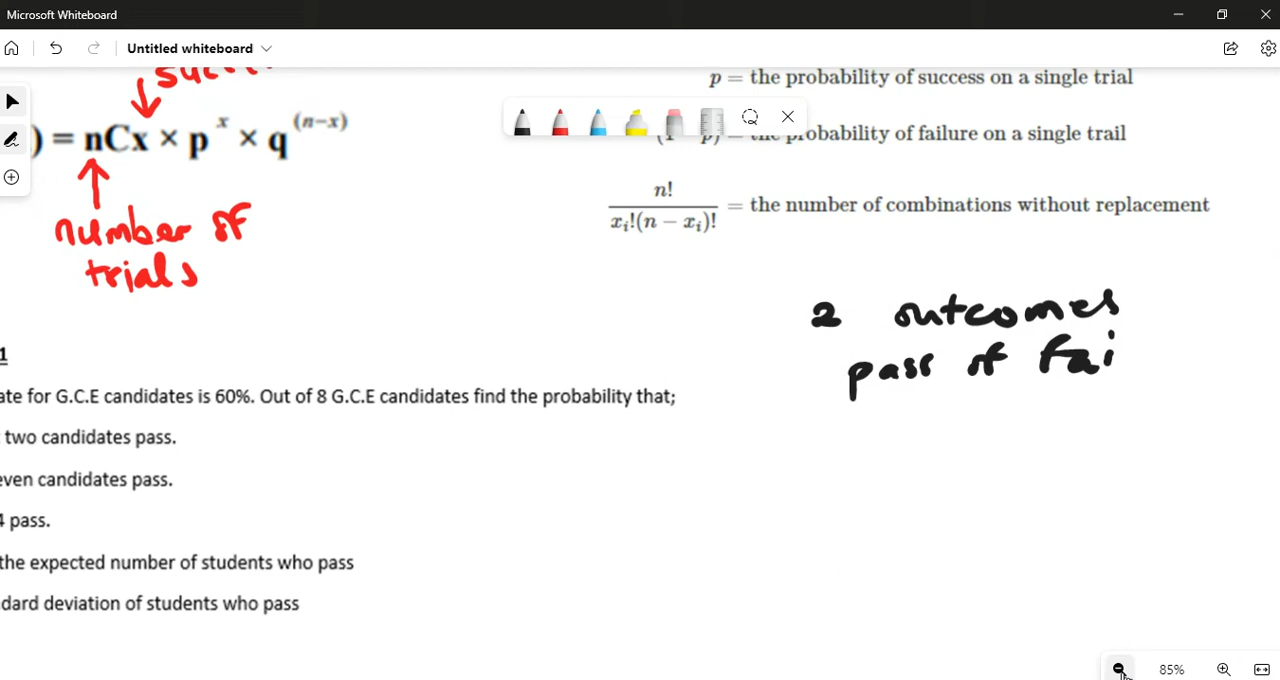 Microsoft Whiteboard
Untitled whiteboard
p = the probability of success on a single trial
) = nCx × p^x × q^(n−x)
the probability of failure on a single trail
n!/(x_i!(n − x_i)!) = the number of combinations without replacement
number of
trials
2 outcomes
pass of fai
1
ate for G.C.E candidates is 60%. Out of 8 G.C.E candidates find the probability that;
two candidates pass.
even candidates pass.
4 pass.
the expected number of students who pass
dard deviation of students who pass
85%